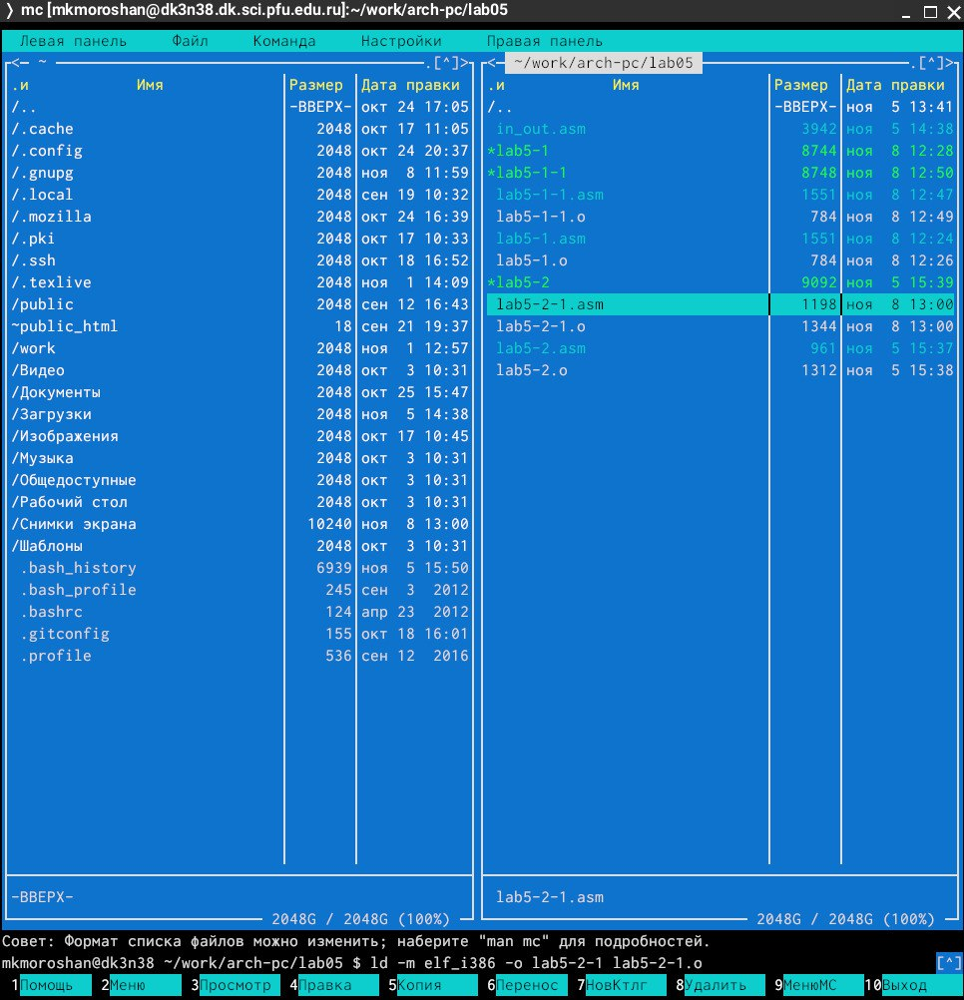 ❭ mc [mkmoroshan@dk3n38.dk.sci.pfu.edu.ru]:~/work/arch-pc/lab05
Левая панель Файл Команда Настройки Правая панель
<— ~ .[^]>
.и Имя Размер Дата правки
/.. -ВВЕРХ- окт 24 17:05
/.cache 2048 окт 17 11:05
/.config 2048 окт 24 20:37
/.gnupg 2048 ноя 8 11:59
/.local 2048 сен 19 10:32
/.mozilla 2048 окт 24 16:39
/.pki 2048 окт 17 10:33
/.ssh 2048 окт 18 16:52
/.texlive 2048 ноя 1 14:09
/public 2048 сен 12 16:43
~public_html 18 сен 21 19:37
/work 2048 ноя 1 12:57
/Видео 2048 окт 3 10:31
/Документы 2048 окт 25 15:47
/Загрузки 2048 ноя 5 14:38
/Изображения 2048 окт 17 10:45
/Музыка 2048 окт 3 10:31
/Общедоступные 2048 окт 3 10:31
/Рабочий стол 2048 окт 3 10:31
/Снимки экрана 10240 ноя 8 13:00
/Шаблоны 2048 окт 3 10:31
.bash_history 6939 ноя 5 15:50
.bash_profile 245 сен 3 2012
.bashrc 124 апр 23 2012
.gitconfig 155 окт 18 16:01
.profile 536 сен 12 2016
-ВВЕРХ-
2048G / 2048G (100%)
<— ~/work/arch-pc/lab05 .[^]>
.и Имя Размер Дата правки
/.. -ВВЕРХ- ноя 5 13:41
in_out.asm 3942 ноя 5 14:38
*lab5-1 8744 ноя 8 12:28
*lab5-1-1 8748 ноя 8 12:50
lab5-1-1.asm 1551 ноя 8 12:47
lab5-1-1.o 784 ноя 8 12:49
lab5-1.asm 1551 ноя 8 12:24
lab5-1.o 784 ноя 8 12:26
*lab5-2 9092 ноя 5 15:39
lab5-2-1.asm 1198 ноя 8 13:00
lab5-2-1.o 1344 ноя 8 13:00
lab5-2.asm 961 ноя 5 15:37
lab5-2.o 1312 ноя 5 15:38
lab5-2-1.asm
2048G / 2048G (100%)
Совет: Формат списка файлов можно изменить; наберите "man mc" для подробностей.
mkmoroshan@dk3n38 ~/work/arch-pc/lab05 $ ld -m elf_i386 -o lab5-2-1 lab5-2-1.o [^]
1Помощь 2Меню 3Просмотр 4Правка 5Копия 6Перенос 7НовКтлг 8Удалить 9МенюMC 10Выход